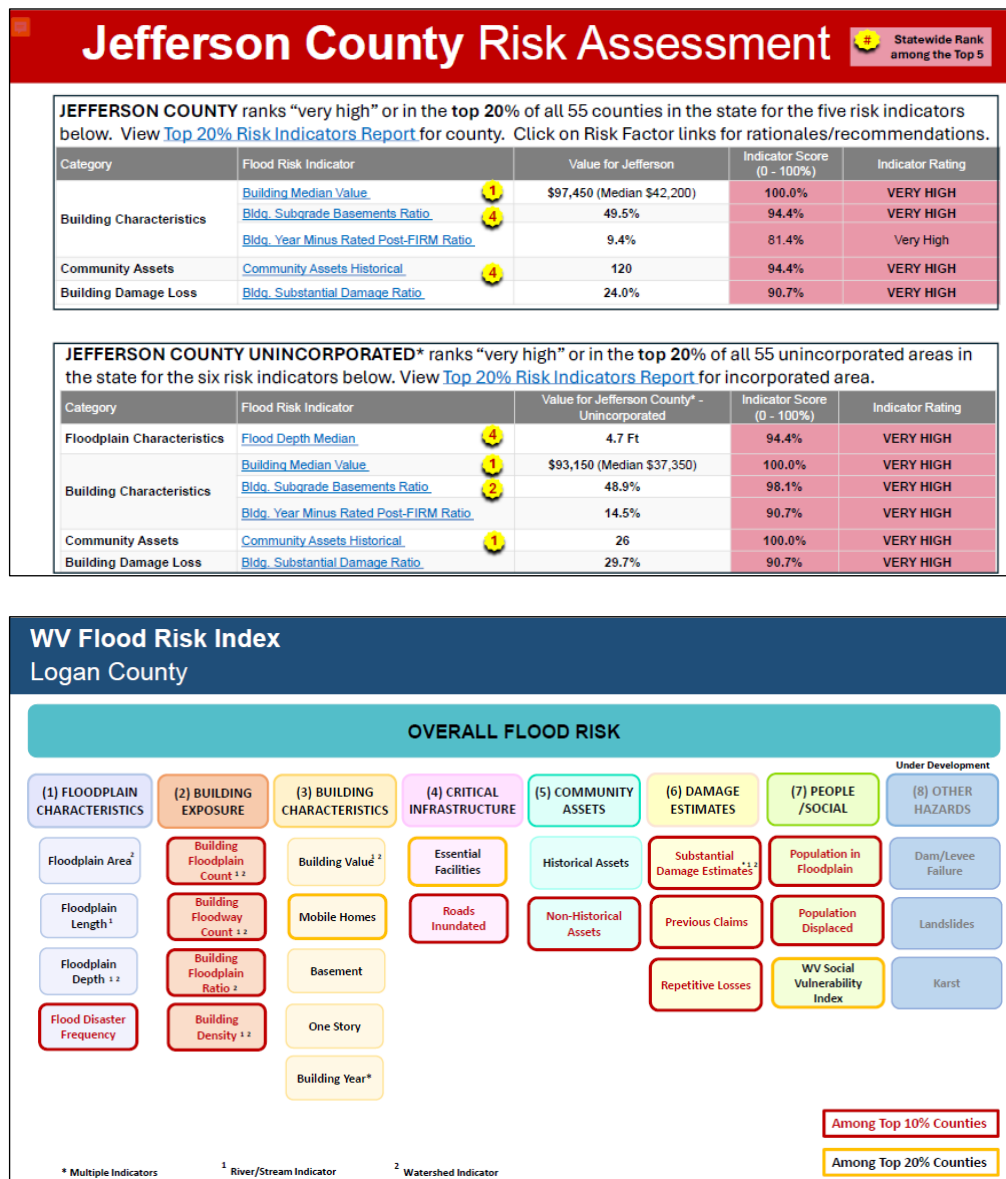 Jefferson County Risk Assessment
# Statewide Rank
among the Top 5
JEFFERSON COUNTY ranks “very high” or in the top 20% of all 55 counties in the state for the five risk indicators
below. View Top 20% Risk Indicators Report for county. Click on Risk Factor links for rationales/recommendations.
Category Flood Risk Indicator Value for Jefferson Indicator Score (0 - 100%) Indicator Rating
Building Characteristics
Building Median Value 1 $97,450 (Median $42,200) 100.0% VERY HIGH
Bldg. Subgrade Basements Ratio 4 49.5% 94.4% VERY HIGH
Bldg. Year Minus Rated Post-FIRM Ratio 9.4% 81.4% Very High
Community Assets Community Assets Historical 4 120 94.4% VERY HIGH
Building Damage Loss Bldg. Substantial Damage Ratio 24.0% 90.7% VERY HIGH
JEFFERSON COUNTY UNINCORPORATED* ranks “very high” or in the top 20% of all 55 unincorporated areas in
the state for the six risk indicators below. View Top 20% Risk Indicators Report for incorporated area.
Category Flood Risk Indicator Value for Jefferson County* - Unincorporated Indicator Score (0 - 100%) Indicator Rating
Floodplain Characteristics Flood Depth Median 4 4.7 Ft 94.4% VERY HIGH
Building Characteristics
Building Median Value 1 $93,150 (Median $37,350) 100.0% VERY HIGH
Bldg. Subgrade Basements Ratio 2 48.9% 98.1% VERY HIGH
Bldg. Year Minus Rated Post-FIRM Ratio 14.5% 90.7% VERY HIGH
Community Assets Community Assets Historical 1 26 100.0% VERY HIGH
Building Damage Loss Bldg. Substantial Damage Ratio 29.7% 90.7% VERY HIGH
WV Flood Risk Index
Logan County
OVERALL FLOOD RISK
Under Development
(1) FLOODPLAIN
CHARACTERISTICS
Floodplain Area 2
Floodplain
Length 1
Floodplain
Depth 1 2
Flood Disaster
Frequency
(2) BUILDING
EXPOSURE
Building
Floodplain
Count 1 2
Building
Floodway
Count 1 2
Building
Floodplain
Ratio 2
Building
Density 1 2
(3) BUILDING
CHARACTERISTICS
Building Value 1 2
Mobile Homes
Basement
One Story
Building Year*
(4) CRITICAL
INFRASTRUCTURE
Essential
Facilities
Roads
Inundated
(5) COMMUNITY
ASSETS
Historical Assets
Non-Historical
Assets
(6) DAMAGE
ESTIMATES
Substantial
Damage Estimates * 1 2
Previous Claims
Repetitive Losses
(7) PEOPLE
/SOCIAL
Population in
Floodplain
Population
Displaced
WV Social
Vulnerability
Index
(8) OTHER
HAZARDS
Dam/Levee
Failure
Landslides
Karst
Among Top 10% Counties
Among Top 20% Counties
* Multiple Indicators 1 River/Stream Indicator 2 Watershed Indicator